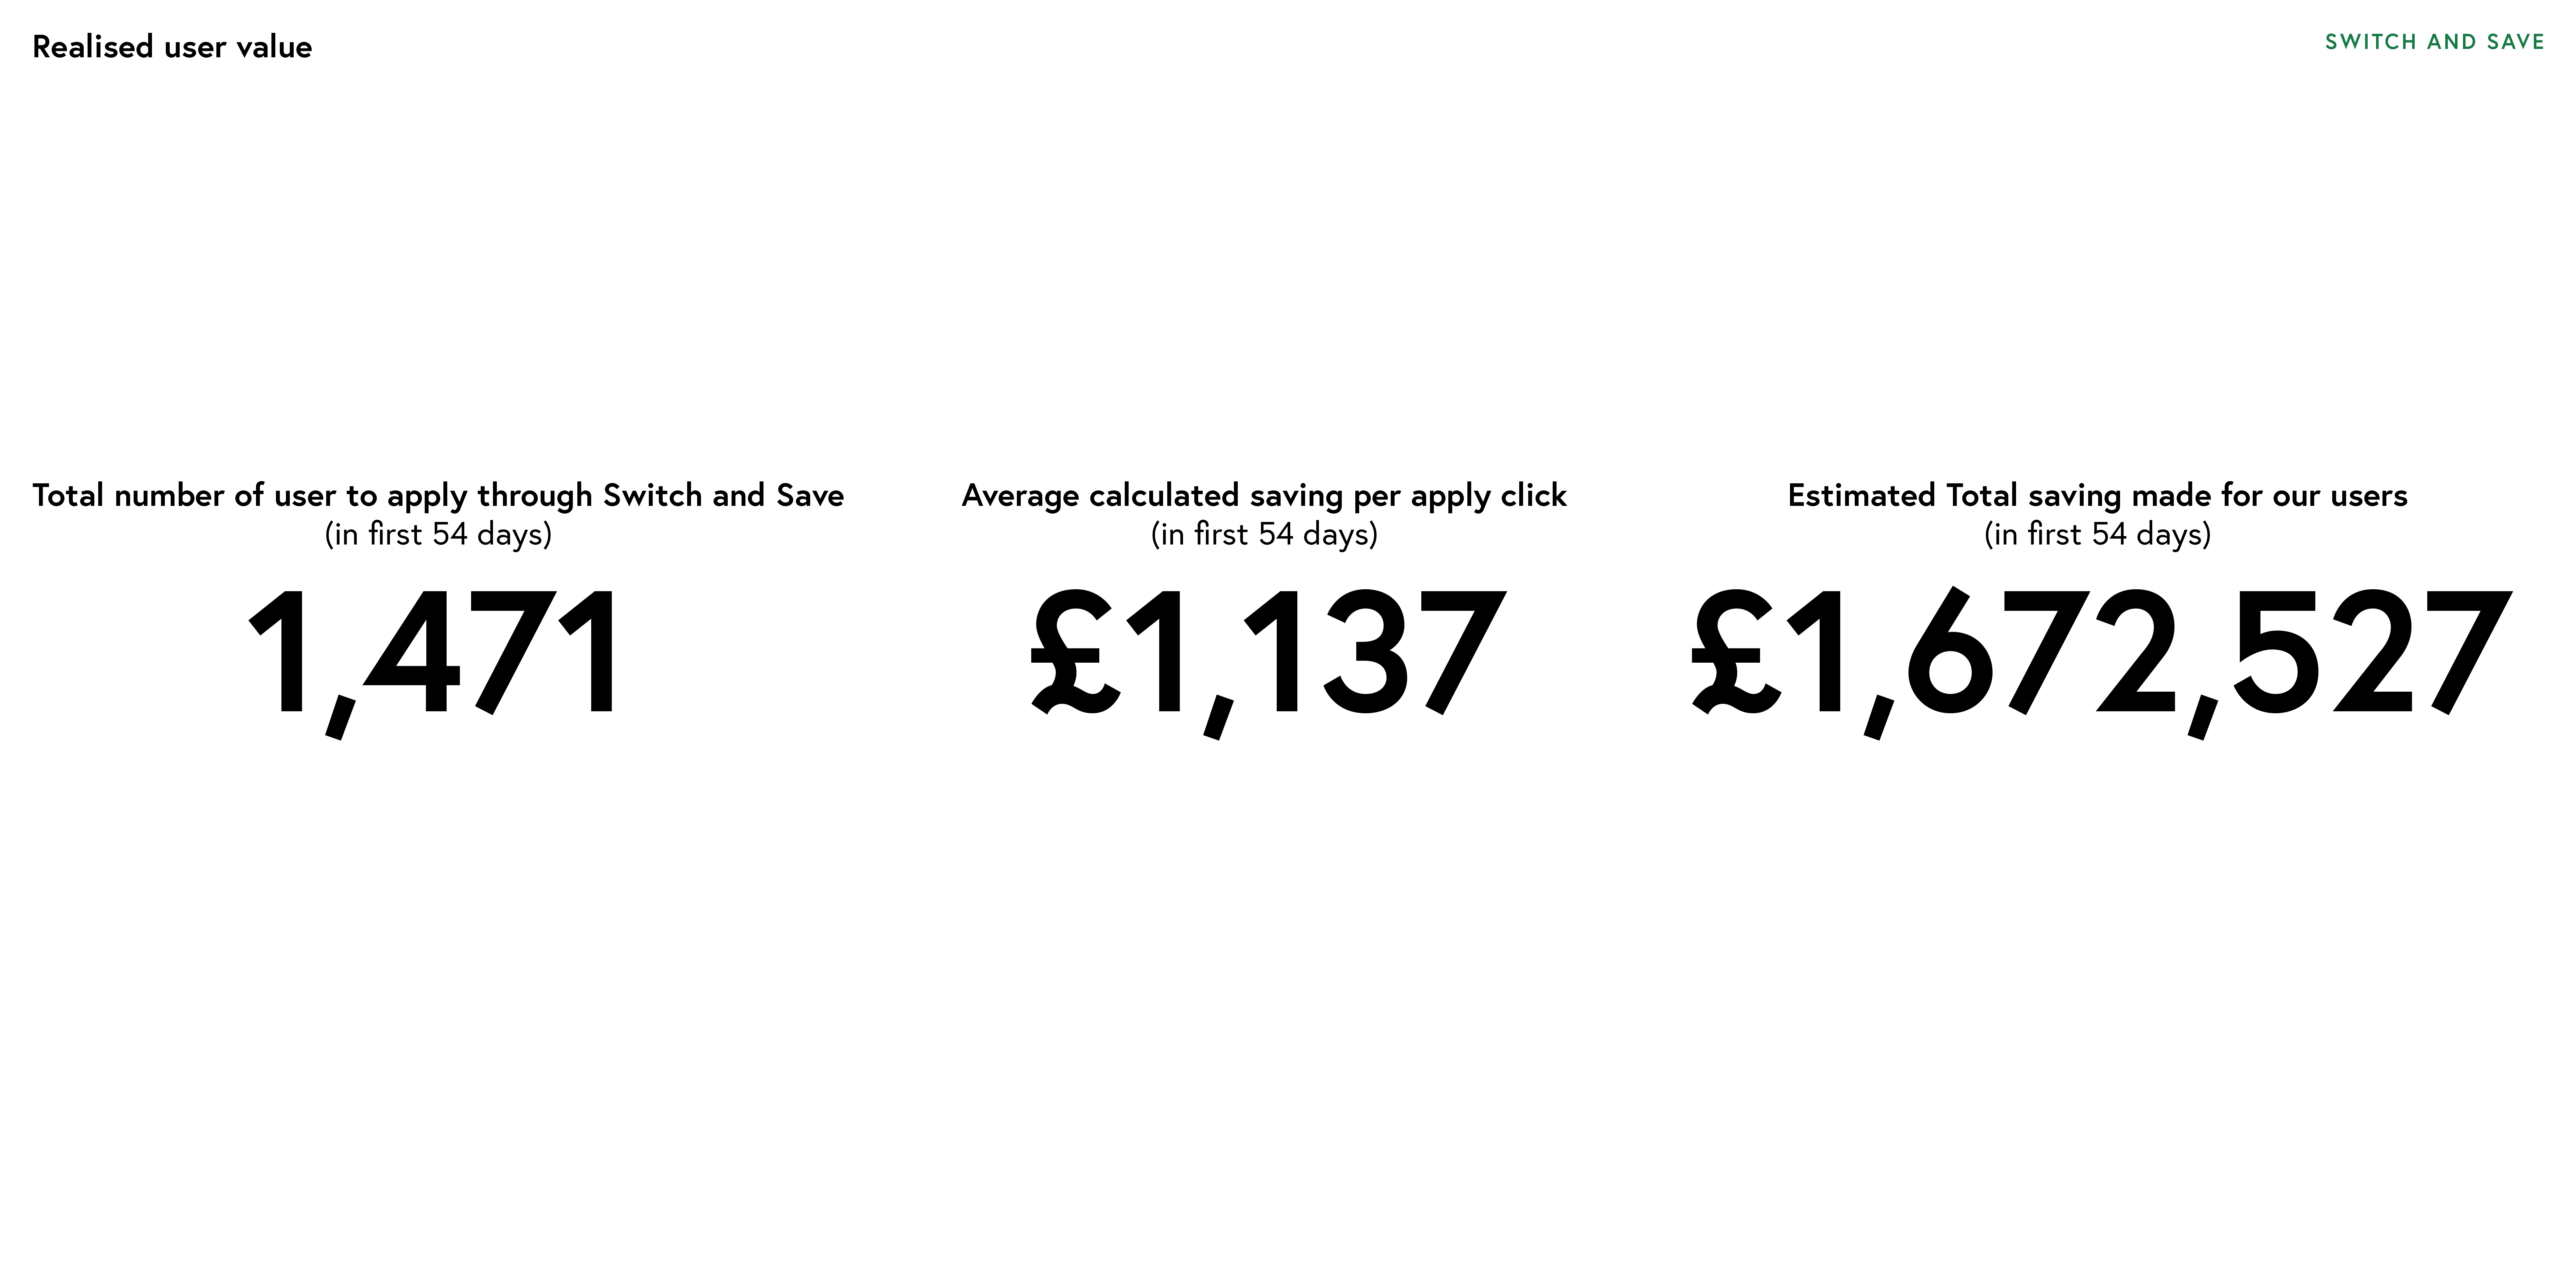 Realised user value
SWITCH AND SAVE
Total number of user to apply through Switch and Save
(in first 54 days)
1,471
Average calculated saving per apply click
(in first 54 days)
£1,137
Estimated Total saving made for our users
(in first 54 days)
£1,672,527